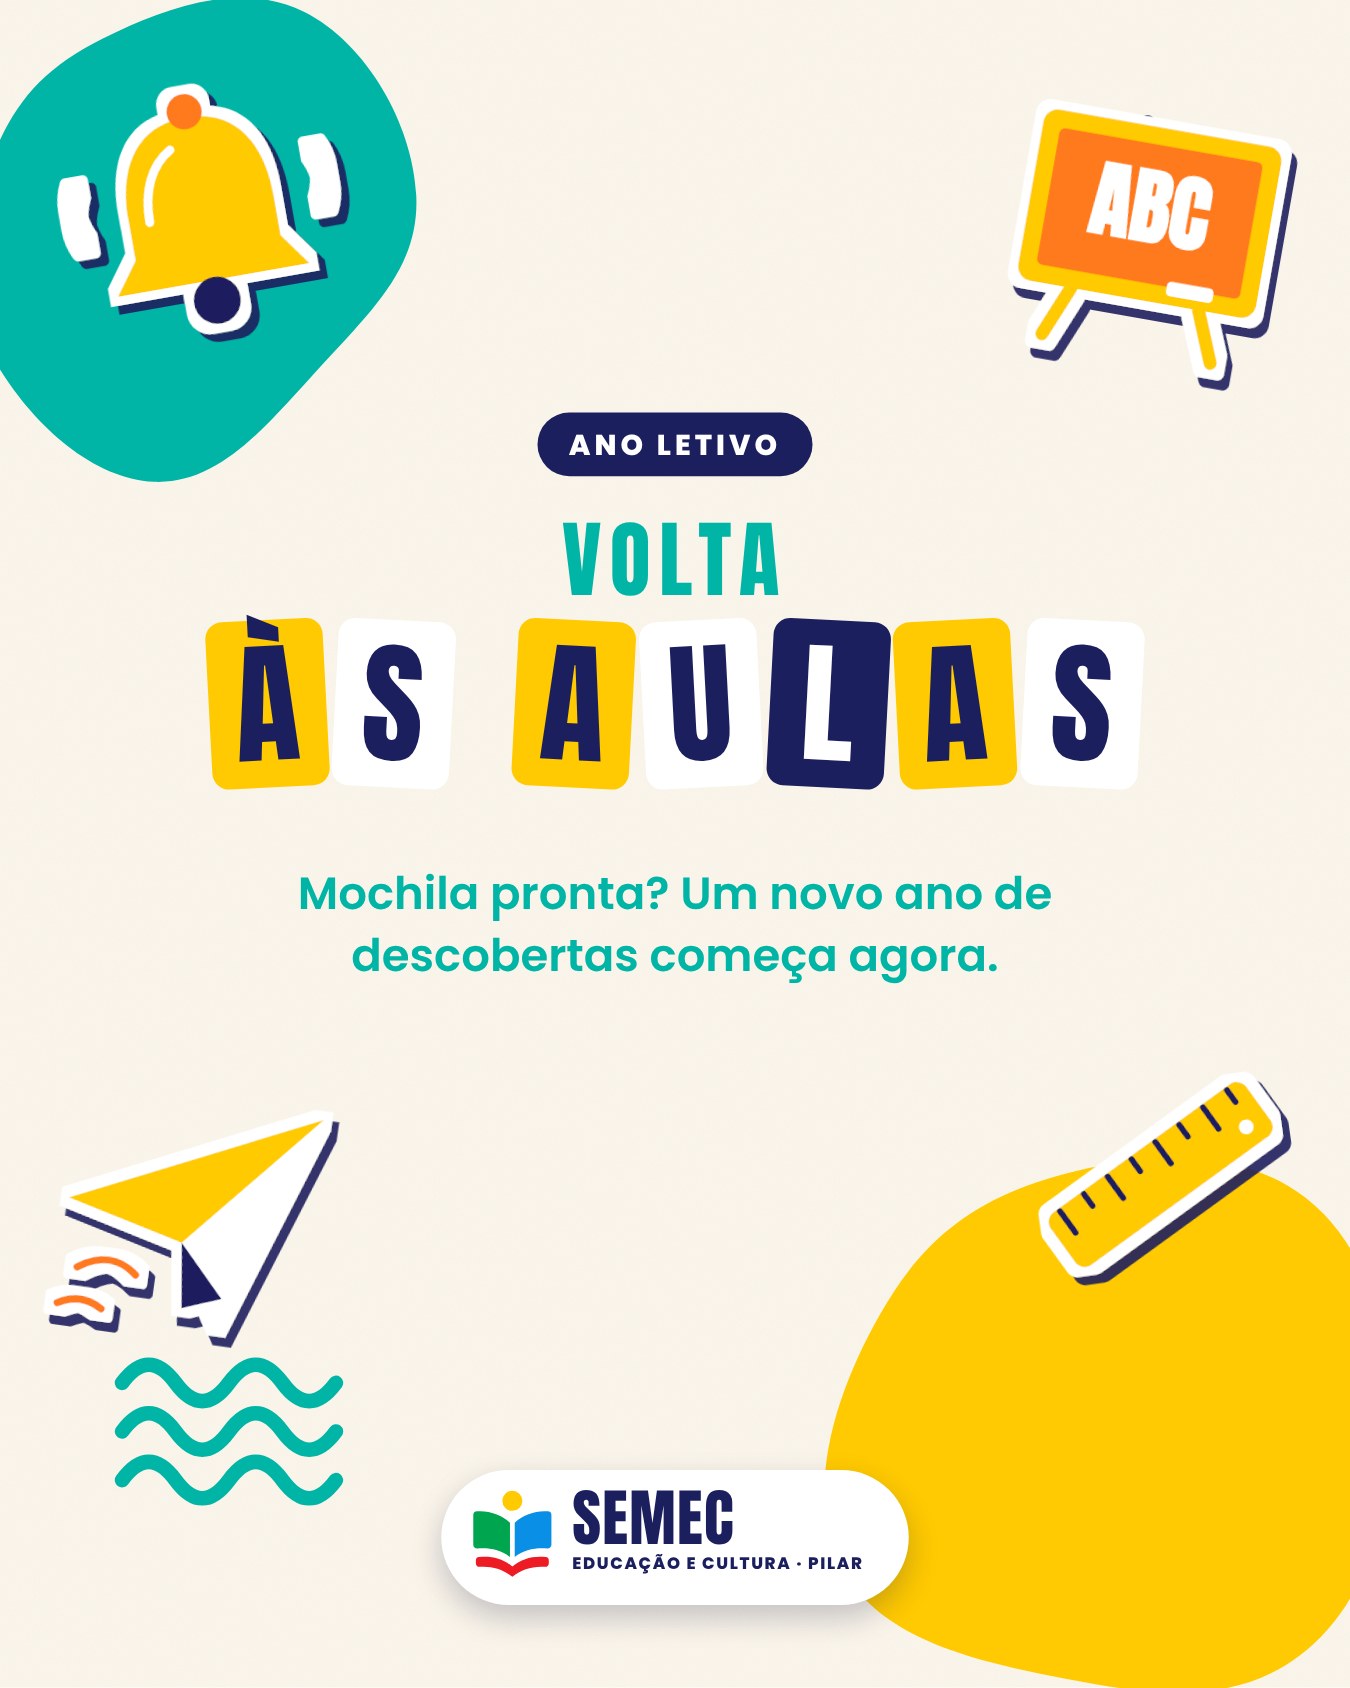 ABC
ANO LETIVO
VOLTA
ÀS AULAS
Mochila pronta? Um novo ano de
descobertas começa agora.
SEMEC
EDUCAÇÃO E CULTURA · PILAR